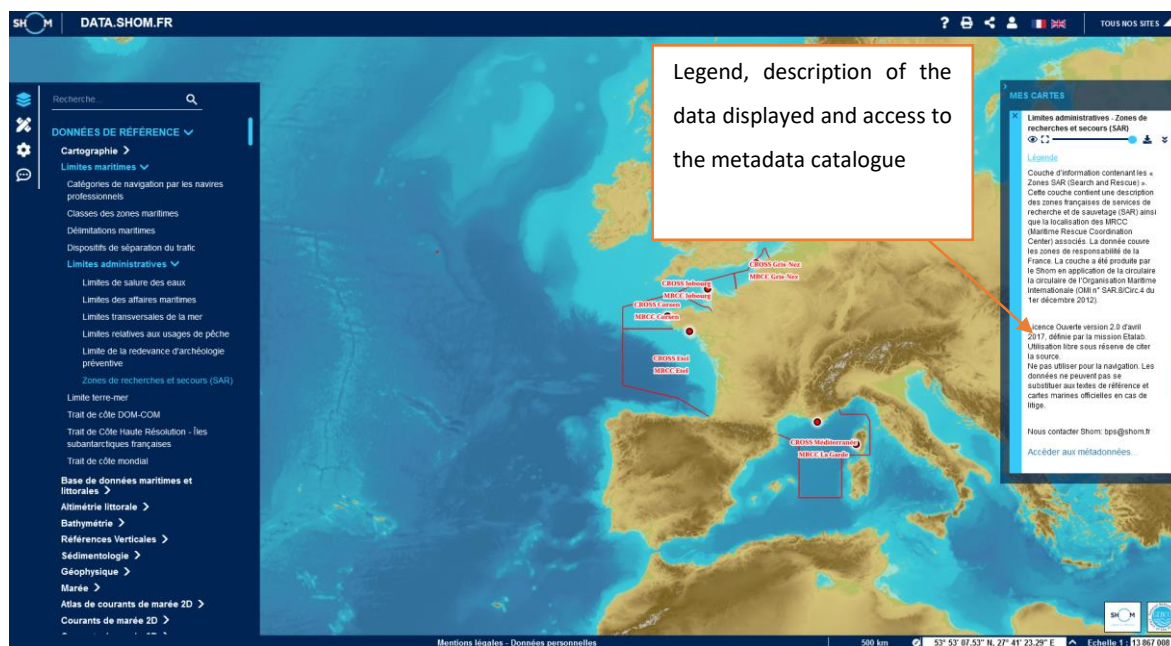 SHOM DATA.SHOM.FR
? TOUS NOS SITES
Recherche...
DONNÉES DE RÉFÉRENCE
Cartographie
Limites maritimes
Catégories de navigation par les navires
professionnels
Classes des zones maritimes
Délimitations maritimes
Dispositifs de séparation du trafic
Limites administratives
Limites de salure des eaux
Limites des affaires maritimes
Limites transversales de la mer
Limites relatives aux usages de pêche
Limite de la redevance d'archéologie
préventive
Zones de recherches et secours (SAR)
Limite terre-mer
Trait de côte DOM-COM
Trait de Côte Haute Résolution - Îles
subantarctiques françaises
Trait de côte mondial
Base de données maritimes et
littorales
Altimétrie littorale
Bathymétrie
Références Verticales
Sédimentologie
Géophysique
Marée
Atlas de courants de marée 2D
Courants de marée 2D
Legend, description of the
data displayed and access to
the metadata catalogue
CROSS Gris-Nez
MRCC Gris-Nez
CROSS Jobourg
MRCC Jobourg
CROSS Corsen
MRCC Corsen
CROSS Etel
MRCC Etel
CROSS Méditerranée
MRCC La Garde
MES CARTES
Limites administratives - Zones de
recherches et secours (SAR)
Légende
Couche d'information contenant les «
Zones SAR (Search and Rescue) ».
Cette couche contient une description
des zones françaises de services de
recherche et de sauvetage (SAR) ainsi
que la localisation des MRCC
(Maritime Rescue Coordination
Center) associés. La donnée couvre
les zones de responsabilité de la
France. La couche a été produite par
le Shom en application de la circulaire
la circulaire de l'Organisation Maritime
Internationale (OMI n° SAR.8/Circ.4 du
1er décembre 2012).
Licence Ouverte version 2.0 d'avril
2017, définie par la mission Etalab.
Utilisation libre sous réserve de citer
la source.
Ne pas utiliser pour la navigation. Les
données ne peuvent pas se
substituer aux textes de référence et
cartes marines officielles en cas de
litige.
Nous contacter Shom: bps@shom.fr
Accéder aux métadonnées...
SHOM
Mentions légales - Données personnelles
500 km 53° 53' 07.53" N, 27° 41' 23.29" E Echelle 1 : 13 867 008